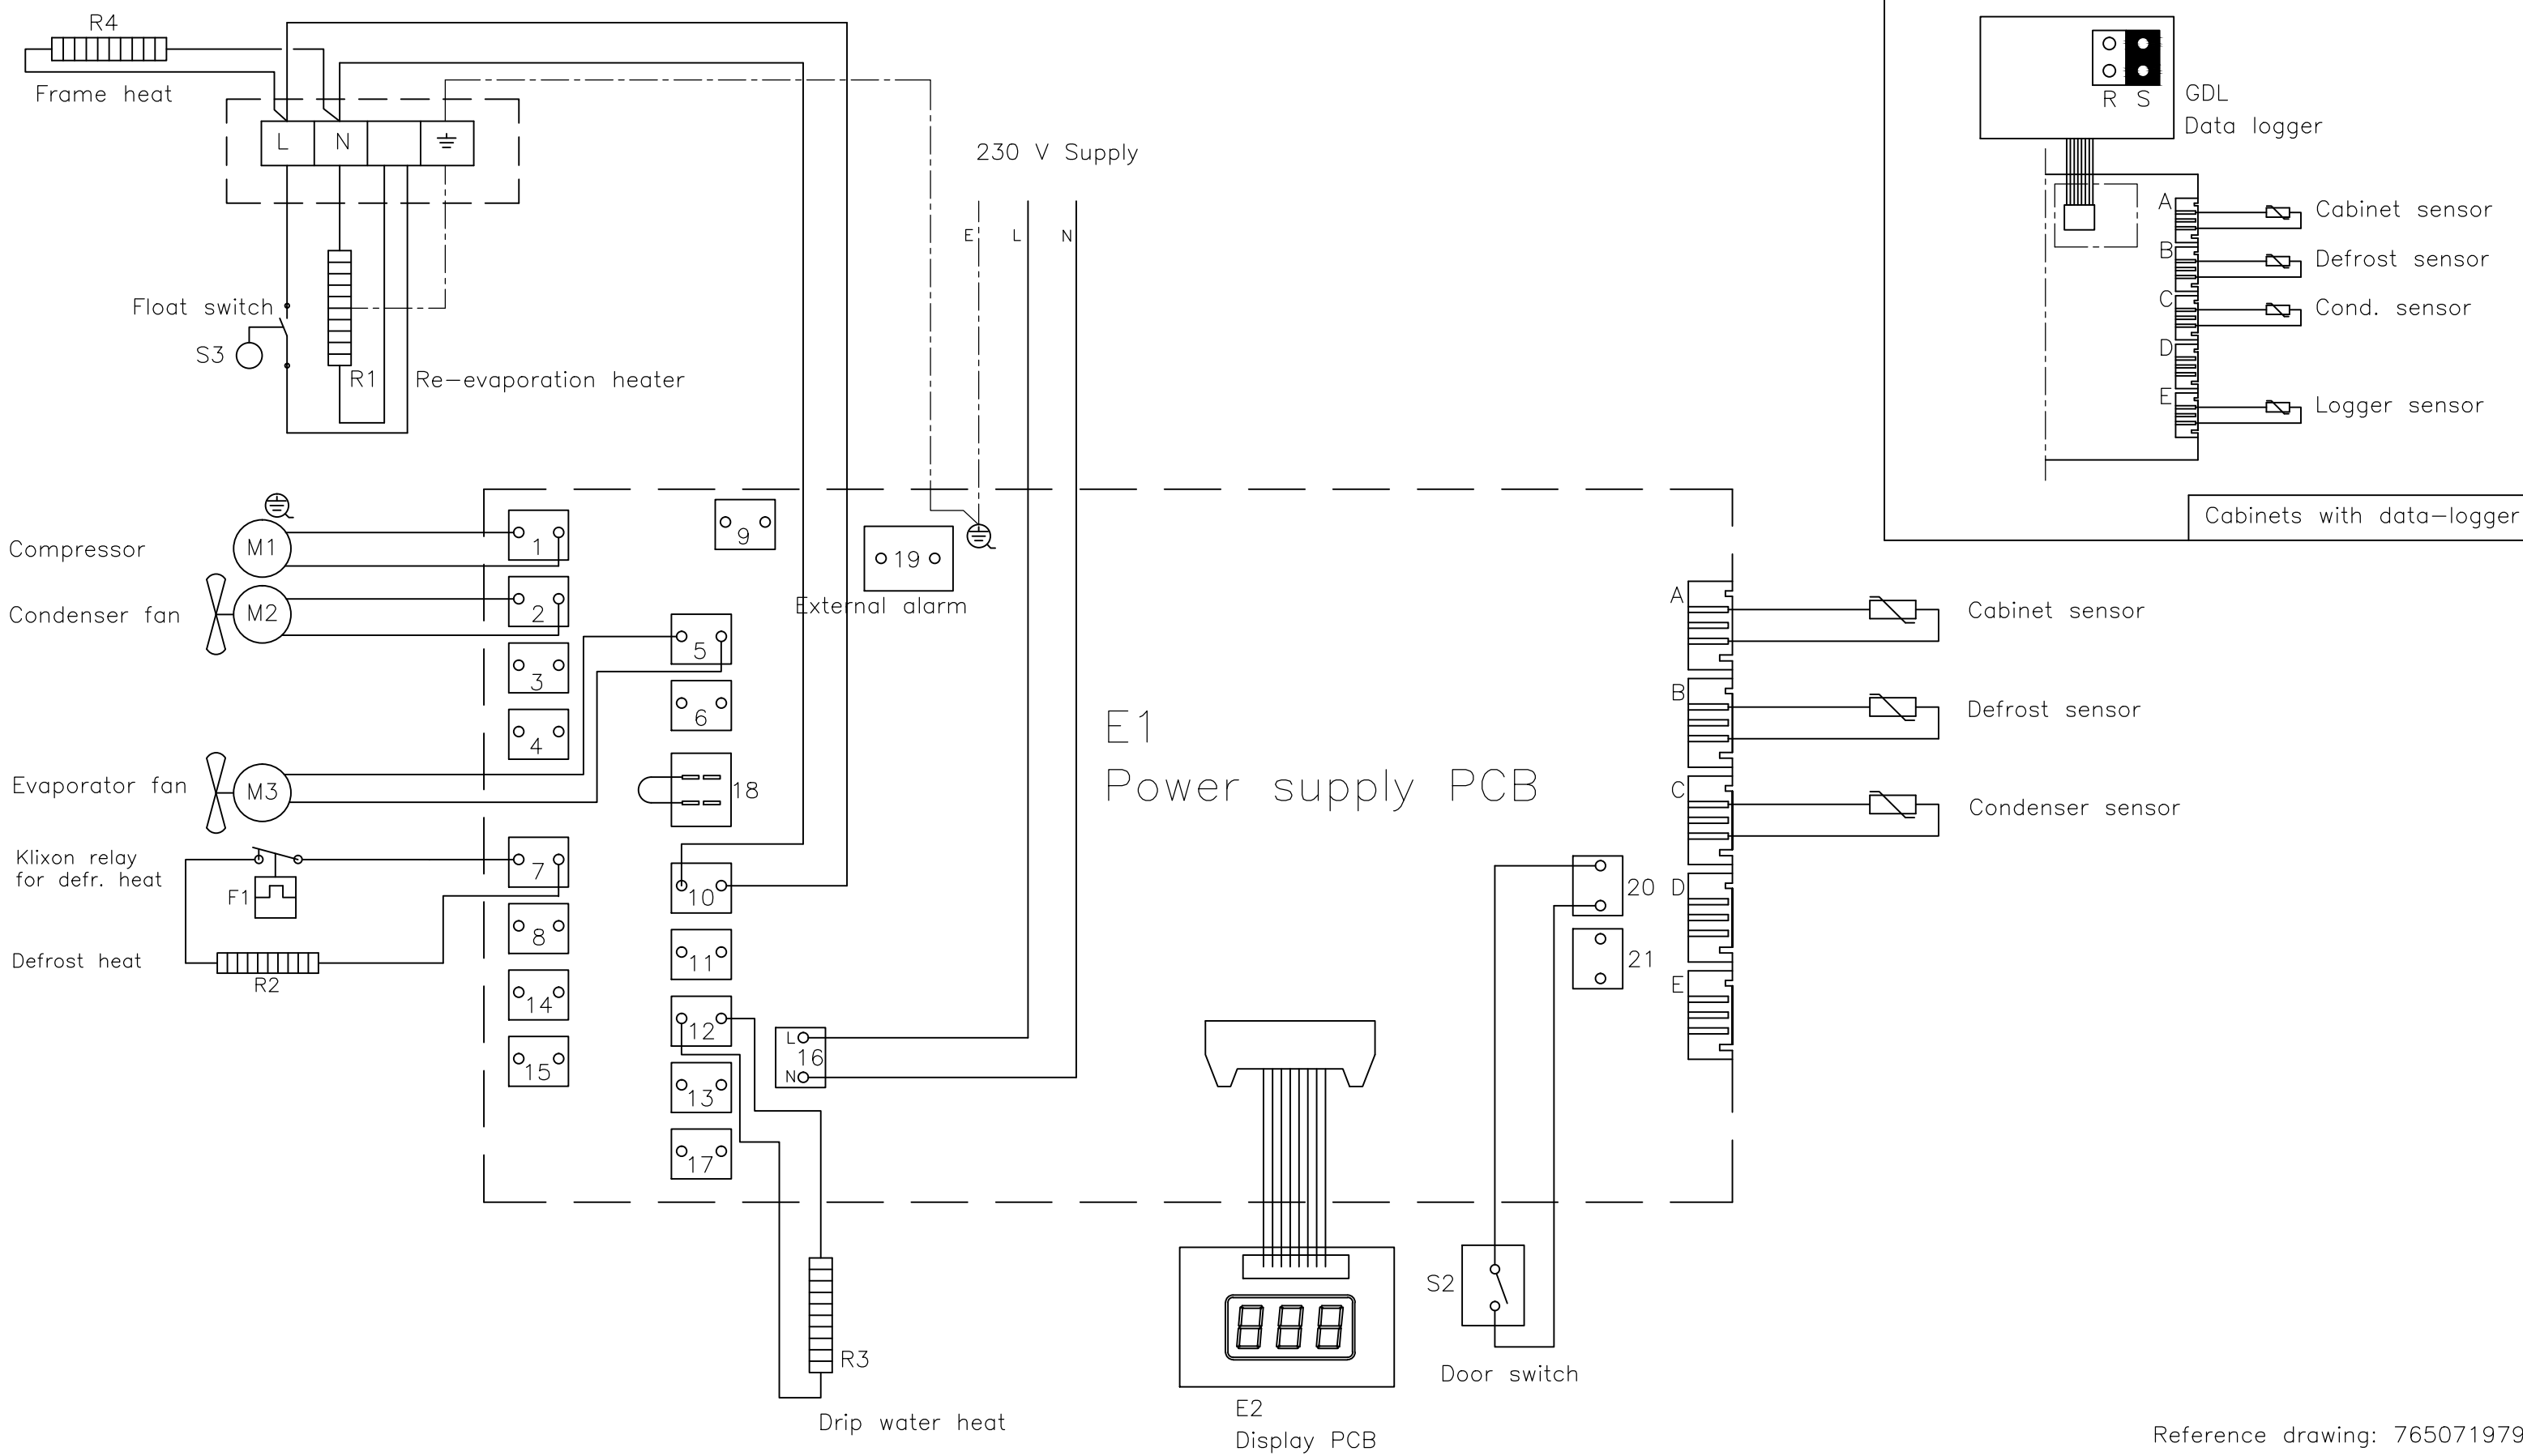 R4
Frame heat
L N
230 V Supply
E L N
Float switch
S3
R1
Re-evaporation heater
R S
GDL
Data logger
A
Cabinet sensor
B
Defrost sensor
C
Cond. sensor
D
E
Logger sensor
Cabinets with data-logger
Compressor
M1
1
9
19
External alarm
Condenser fan
M2
2
3
4
5
6
Evaporator fan
M3
18
Klixon relay
for defr. heat
F1
7
10
8
11
Defrost heat
R2
14
12
15
13
17
L
16
N
E1
Power supply PCB
A
Cabinet sensor
B
Defrost sensor
C
Condenser sensor
20
D
21
E
R3
Drip water heat
E2
Display PCB
888
S2
Door switch
Reference drawing: 765071979